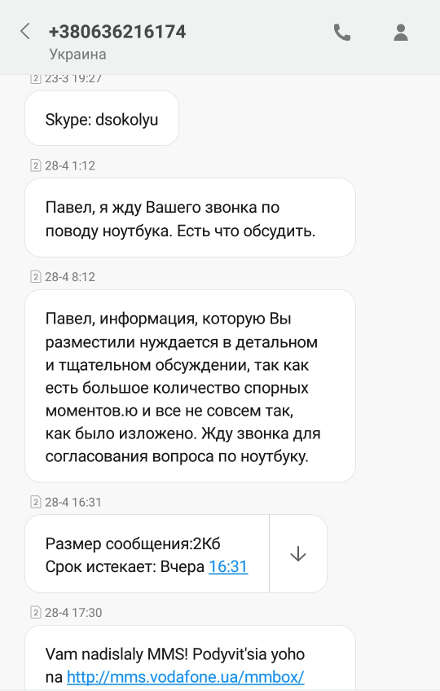 +380636216174
Украина
2 23-3 19:27
Skype: dsokolyu
2 28-4 1:12
Павел, я жду Вашего звонка по
поводу ноутбука. Есть что обсудить.
2 28-4 8:12
Павел, информация, которую Вы
разместили нуждается в детальном
и тщательном обсуждении, так как
есть большое количество спорных
моментов.ю и все не совсем так,
как было изложено. Жду звонка для
согласования вопроса по ноутбуку.
2 28-4 16:31
Размер сообщения:2Кб
Срок истекает: Вчера 16:31
2 28-4 17:30
Vam nadislaly MMS! Podyvit'sia yoho
na http://mms.vodafone.ua/mmbox/